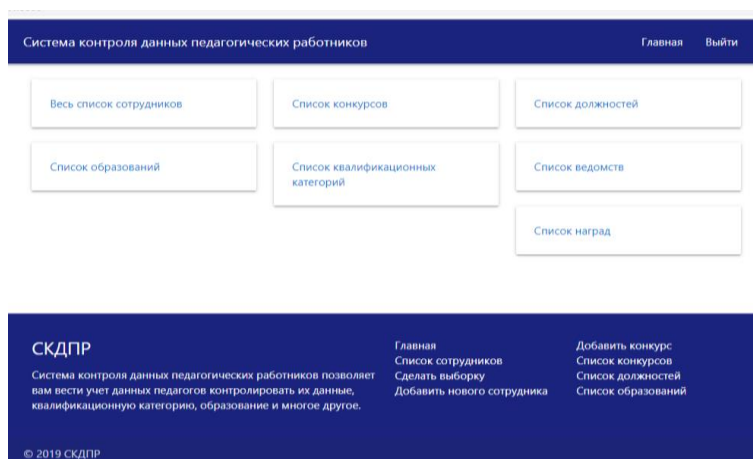 Система контроля данных педагогических работников
Главная Выйти
Весь список сотрудников
Список конкурсов
Список должностей
Список образований
Список квалификационных
категорий
Список ведомств
Список наград
СКДПР
Система контроля данных педагогических работников позволяет
вам вести учет данных педагогов контролировать их данные,
квалификационную категорию, образование и многое другое.
Главная
Список сотрудников
Сделать выборку
Добавить нового сотрудника
Добавить конкурс
Список конкурсов
Список должностей
Список образований
© 2019 СКДПР